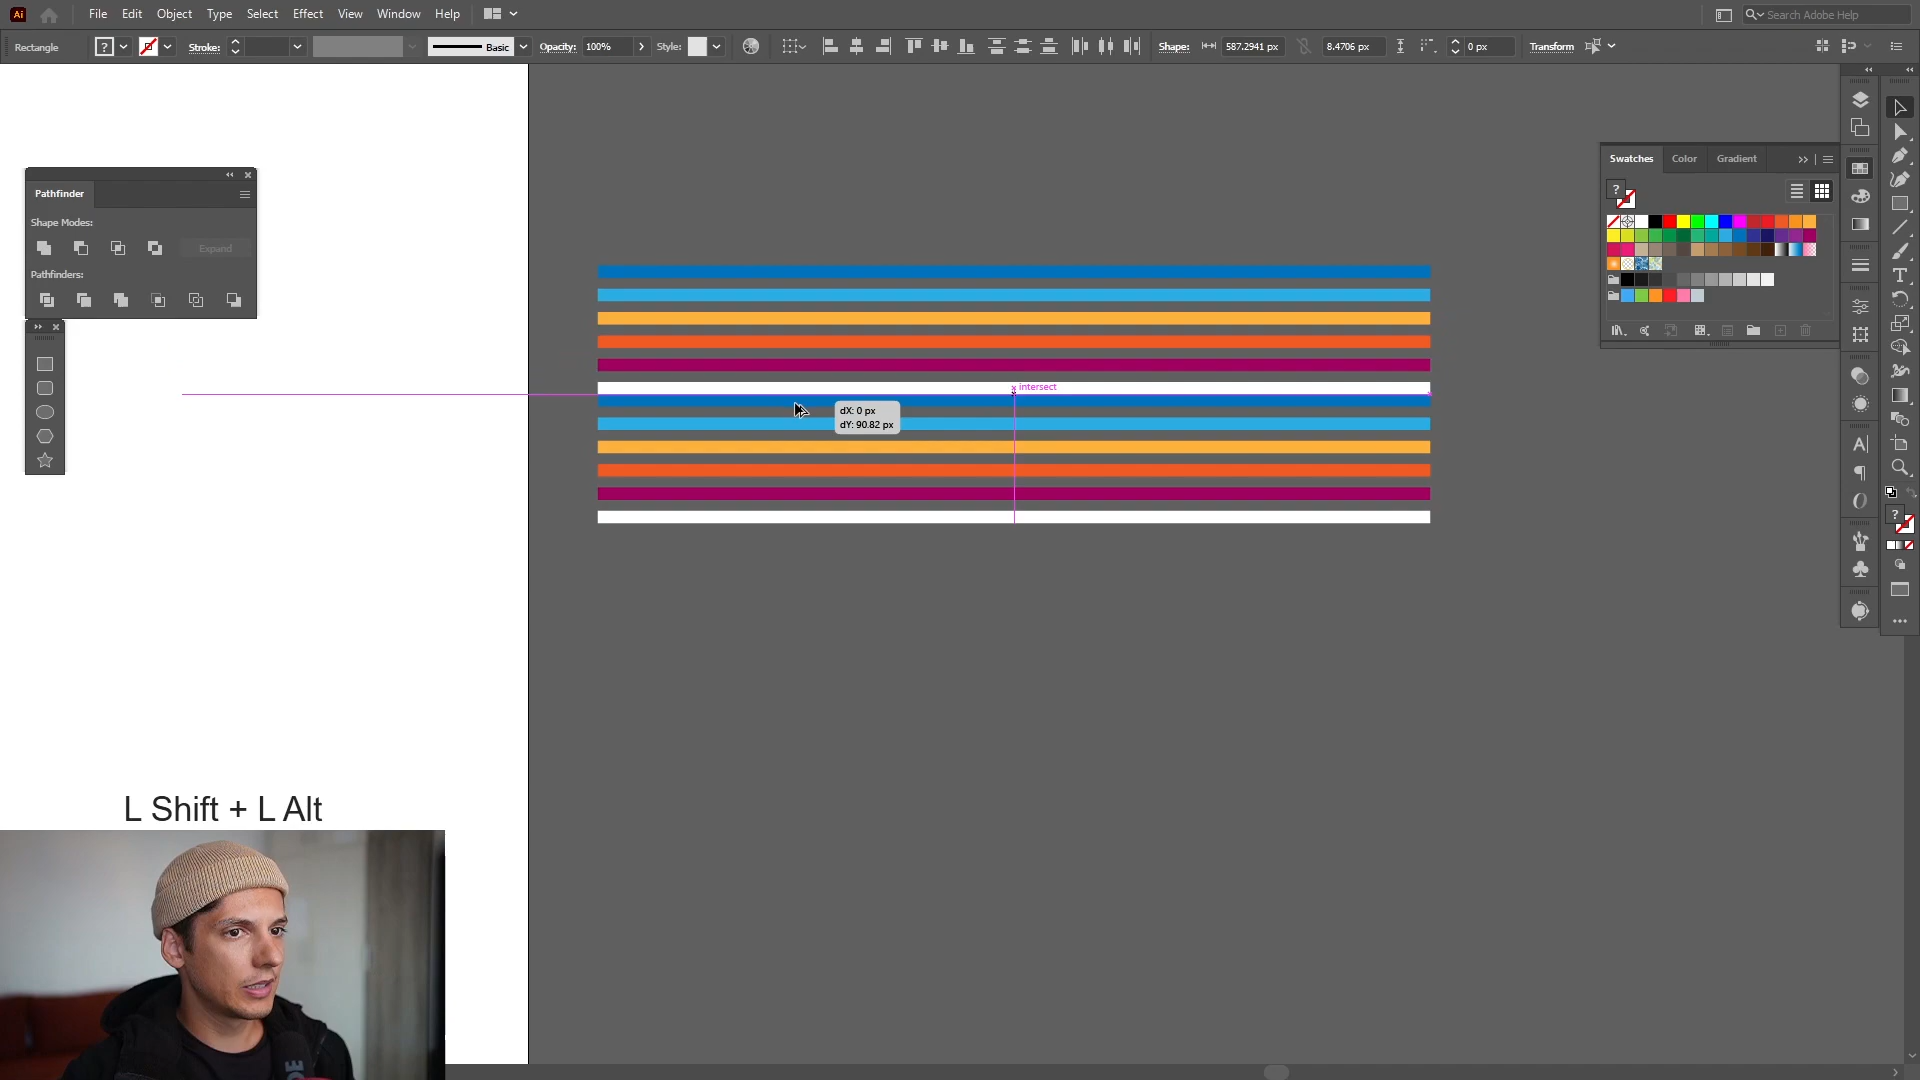 Ai File Edit Object Type Select Effect View Window Help Search Adobe Help
Rectangle ? Stroke: Basic Opacity: 100% Style: Shape: 587.2941 px 8.4706 px 0 px Transform
Swatches Color Gradient
?
Pathfinder
Shape Modes:
Expand
Pathfinders:
intersect
dX: 0 px
dY: 90.82 px
?
L Shift + L Alt